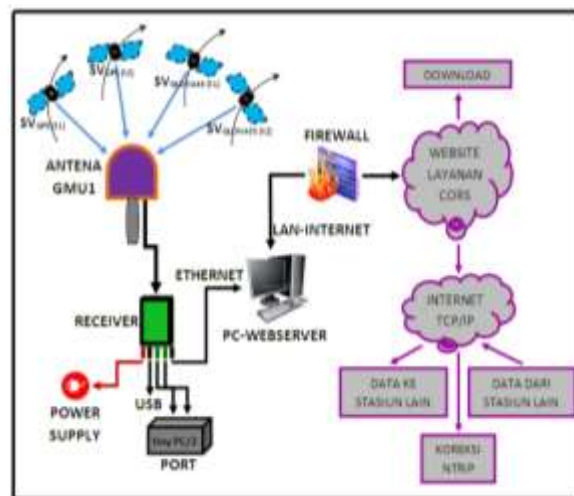 DOWNLOAD
FIREWALL
WEBSITE
LAYANAN
CORS
ANTENA
GMU1
LAN-INTERNET
ETHERNET
RECEIVER
PC-WEBSERVER
INTERNET
TCP/IP
USB
POWER
SUPPLY
PORT
DATA KE
STASIUN LAIN
DATA DARI
STASIUN LAIN
KOREKSI
NTRIP